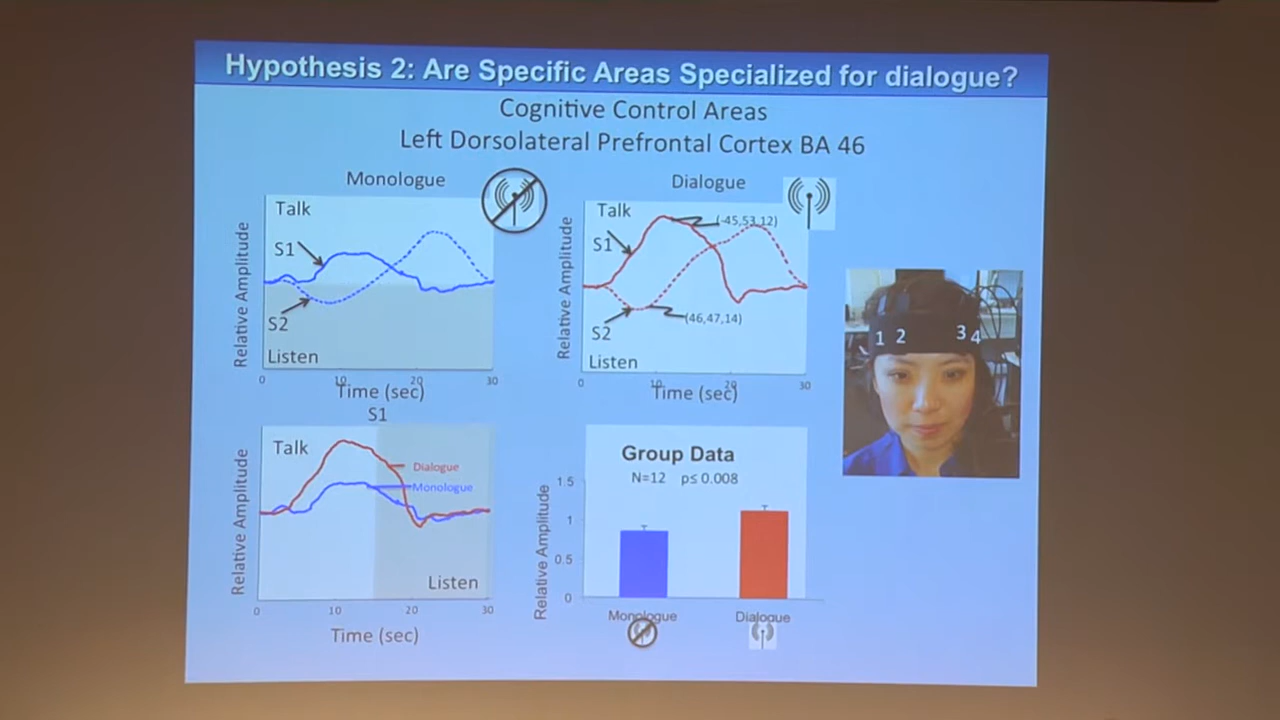 Hypothesis 2: Are Specific Areas Specialized for dialogue?
Cognitive Control Areas
Left Dorsolateral Prefrontal Cortex BA 46
Monologue
Talk
S1
S2
Listen
Relative Amplitude
0 10 20 30
Time (sec)
Dialogue
Talk
(-45,53,12)
S1
S2
(46,47,14)
Listen
Relative Amplitude
0 10 20 30
Time (sec)
1 2 3 4
S1
Talk
Dialogue
Monologue
Listen
Relative Amplitude
0 10 20 30
Time (sec)
Group Data
N=12 p≤ 0.008
Relative Amplitude
1.5
1
0.5
0
Monologue Dialogue